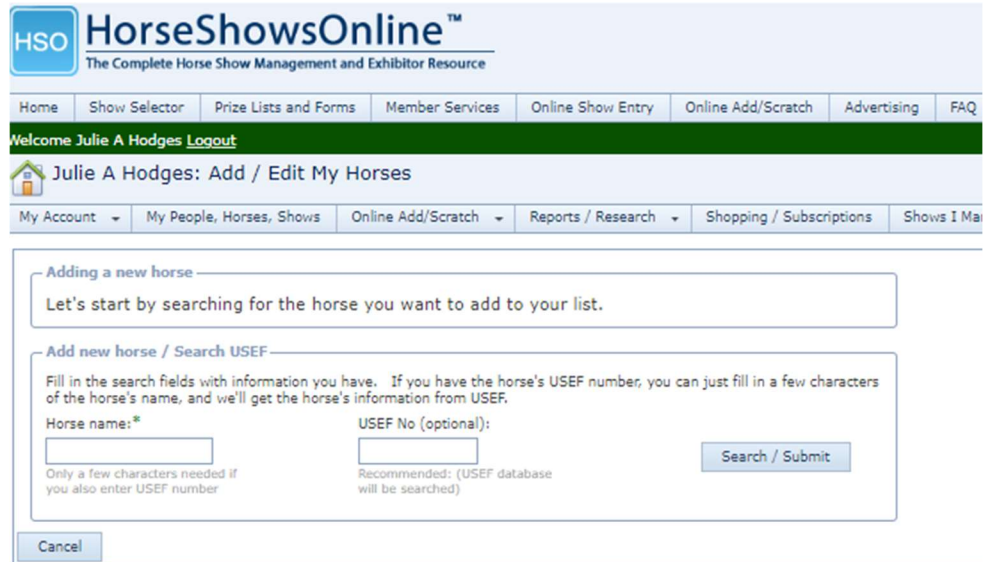 HSO HorseShowsOnline™
The Complete Horse Show Management and Exhibitor Resource
Home Show Selector Prize Lists and Forms Member Services Online Show Entry Online Add/Scratch Advertising FAQ
Welcome Julie A Hodges Logout
Julie A Hodges: Add / Edit My Horses
My Account My People, Horses, Shows Online Add/Scratch Reports / Research Shopping / Subscriptions Shows I Ma
Adding a new horse
Let's start by searching for the horse you want to add to your list.
Add new horse / Search USEF
Fill in the search fields with information you have. If you have the horse's USEF number, you can just fill in a few characters
of the horse's name, and we'll get the horse's information from USEF.
Horse name:* USEF No (optional):
Search / Submit
Only a few characters needed if Recommended: (USEF database
you also enter USEF number will be searched)
Cancel